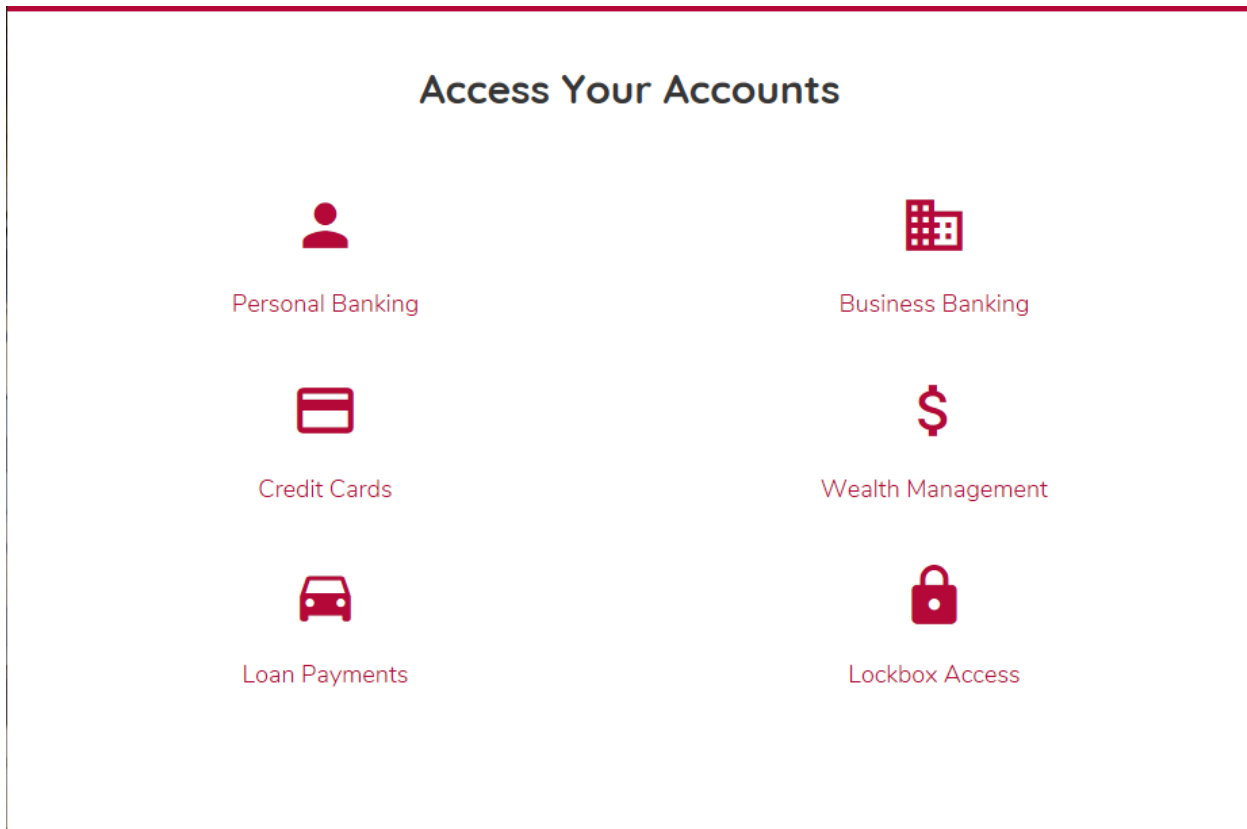 Access Your Accounts
Personal Banking
Business Banking
Credit Cards
Wealth Management
Loan Payments
Lockbox Access